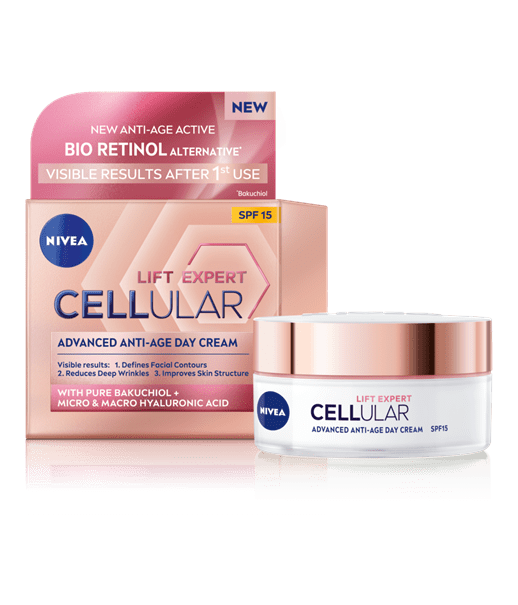 NEW
NEW ANTI-AGE ACTIVE
BIO RETINOL ALTERNATIVE*
VISIBLE RESULTS AFTER 1st USE
*Bakuchiol
SPF 15
NIVEA
LIFT EXPERT
CELLULAR
ADVANCED ANTI-AGE DAY CREAM
Visible results: 1. Defines Facial Contours
2. Reduces Deep Wrinkles 3. Improves Skin Structure
WITH PURE BAKUCHIOL +
MICRO & MACRO HYALURONIC ACID
NIVEA
LIFT EXPERT
CELLULAR
ADVANCED ANTI-AGE DAY CREAM SPF15